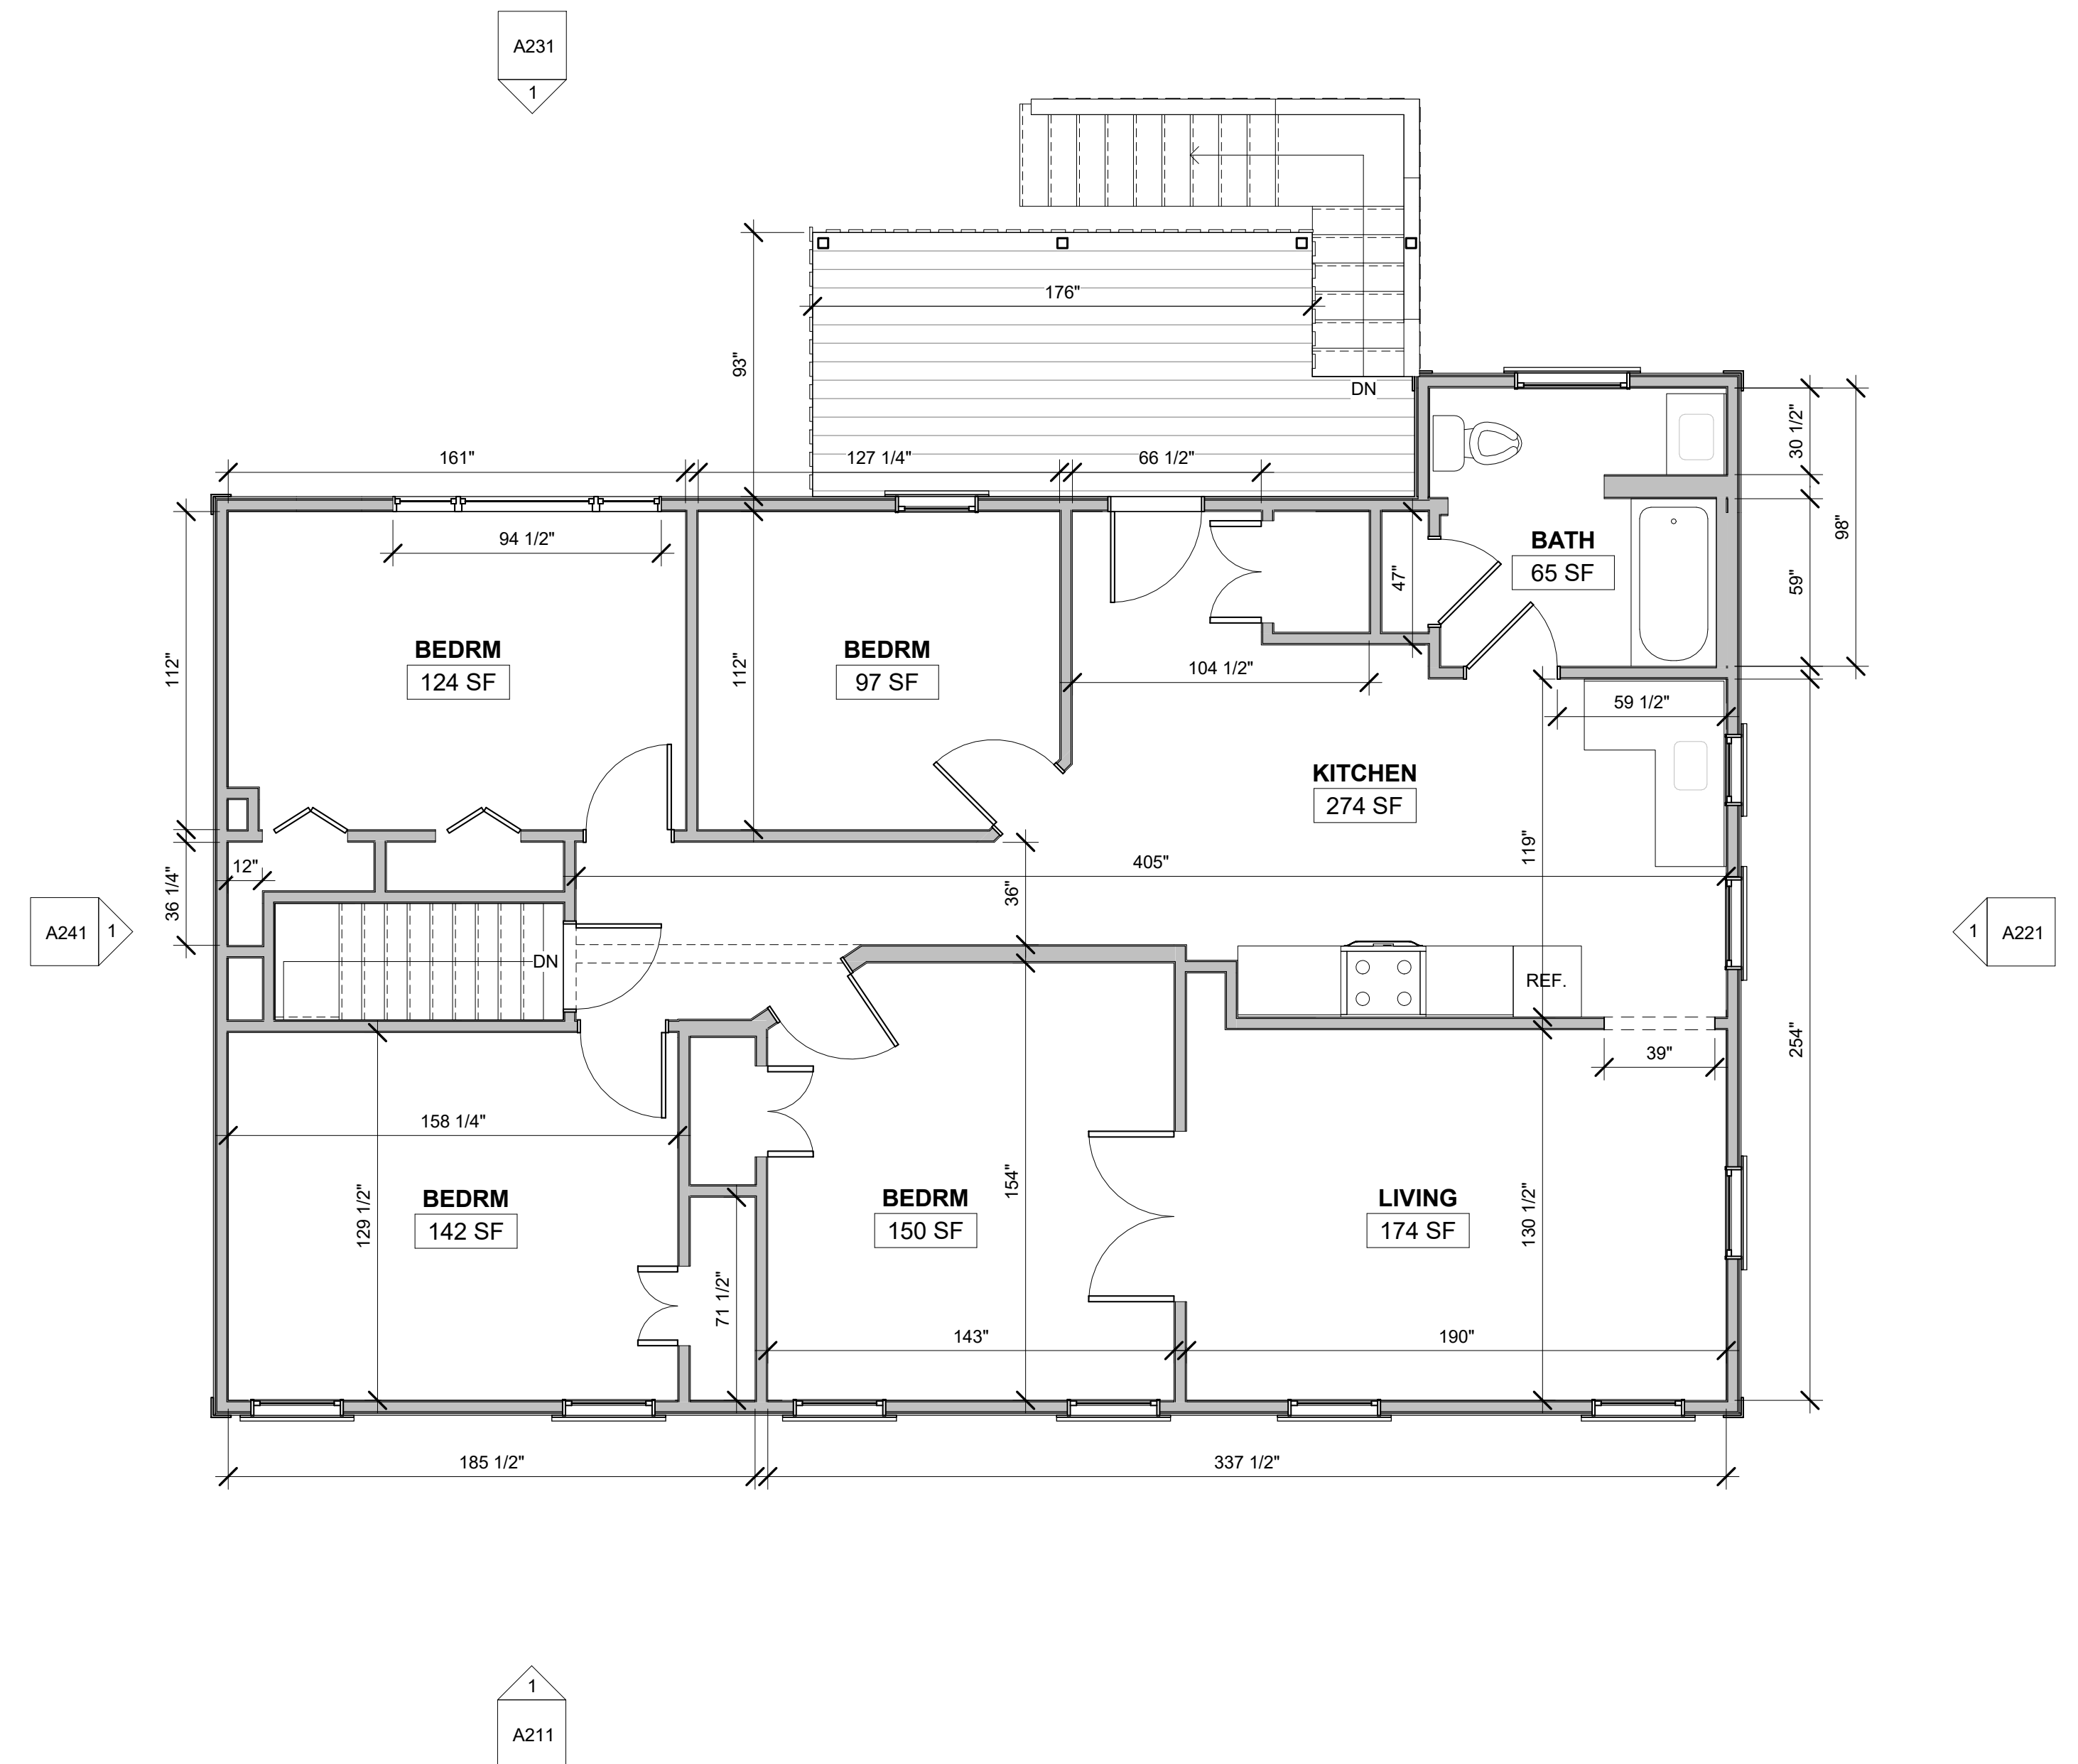 A231
1
176"
93"
DN
30 1/2"
98"
161"
127 1/4"
66 1/2"
94 1/2"
BATH
65 SF
47"
59"
112"
BEDRM
124 SF
112"
BEDRM
97 SF
104 1/2"
59 1/2"
KITCHEN
274 SF
119"
405"
12"
36 1/4"
36"
A241
1
1
A221
DN
REF.
254"
39"
158 1/4"
129 1/2"
BEDRM
142 SF
154"
BEDRM
150 SF
130 1/2"
LIVING
174 SF
71 1/2"
143"
190"
185 1/2"
337 1/2"
1
A211